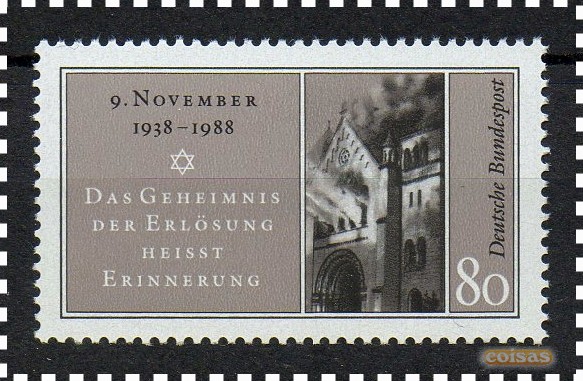 9. November
1938 – 1988
Das Geheimnis
der Erlösung
heisst
Erinnerung
Deutsche Bundespost
80
coisas